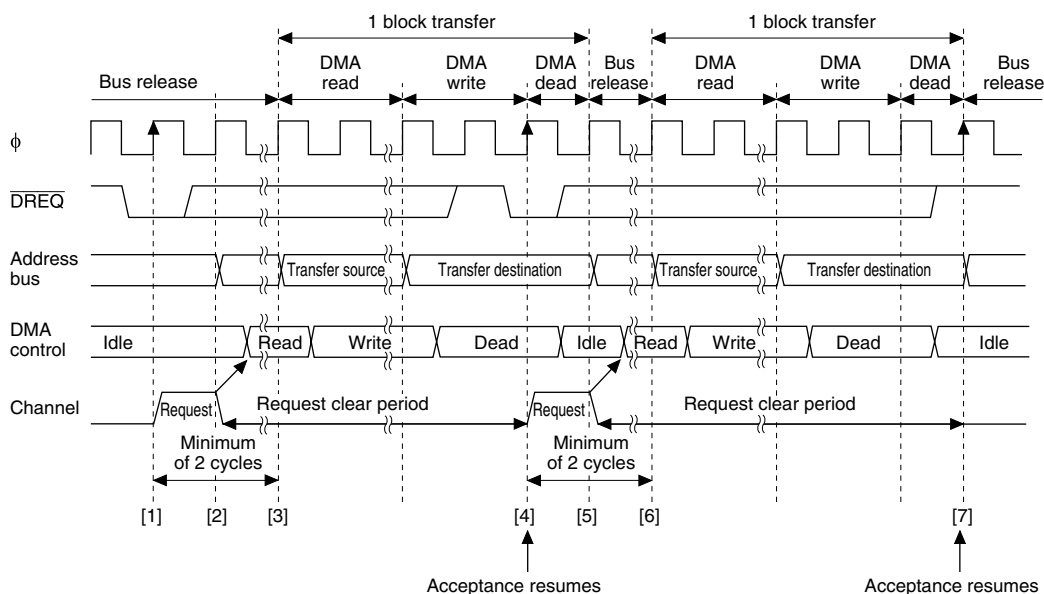 1 block transfer 1 block transfer
DMA DMA DMA Bus DMA DMA DMA Bus
Bus release read write dead release read write dead release
ϕ
DREQ
Address
bus
Transfer source Transfer destination Transfer source Transfer destination
DMA
control
Idle Read Write Dead Idle Read Write Dead Idle
Channel Request Request clear period Request Request clear period
Minimum
of 2 cycles
Minimum
of 2 cycles
[1] [2] [3] [4] [5] [6] [7]
Acceptance resumes Acceptance resumes